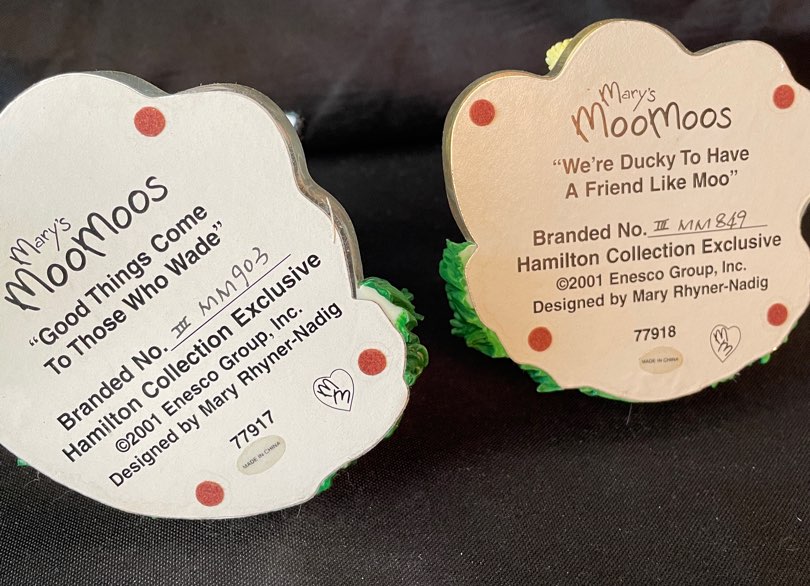 Mary's
MooMoos
"Good Things Come
To Those Who Wade"
Branded No. III MM903
Hamilton Collection Exclusive
©2001 Enesco Group, Inc.
Designed by Mary Rhyner-Nadig
77917
MADE IN CHINA
MM
Mary's
MooMoos
"We're Ducky To Have
A Friend Like Moo"
Branded No. III MM849
Hamilton Collection Exclusive
©2001 Enesco Group, Inc.
Designed by Mary Rhyner-Nadig
77918
MADE IN CHINA
MM